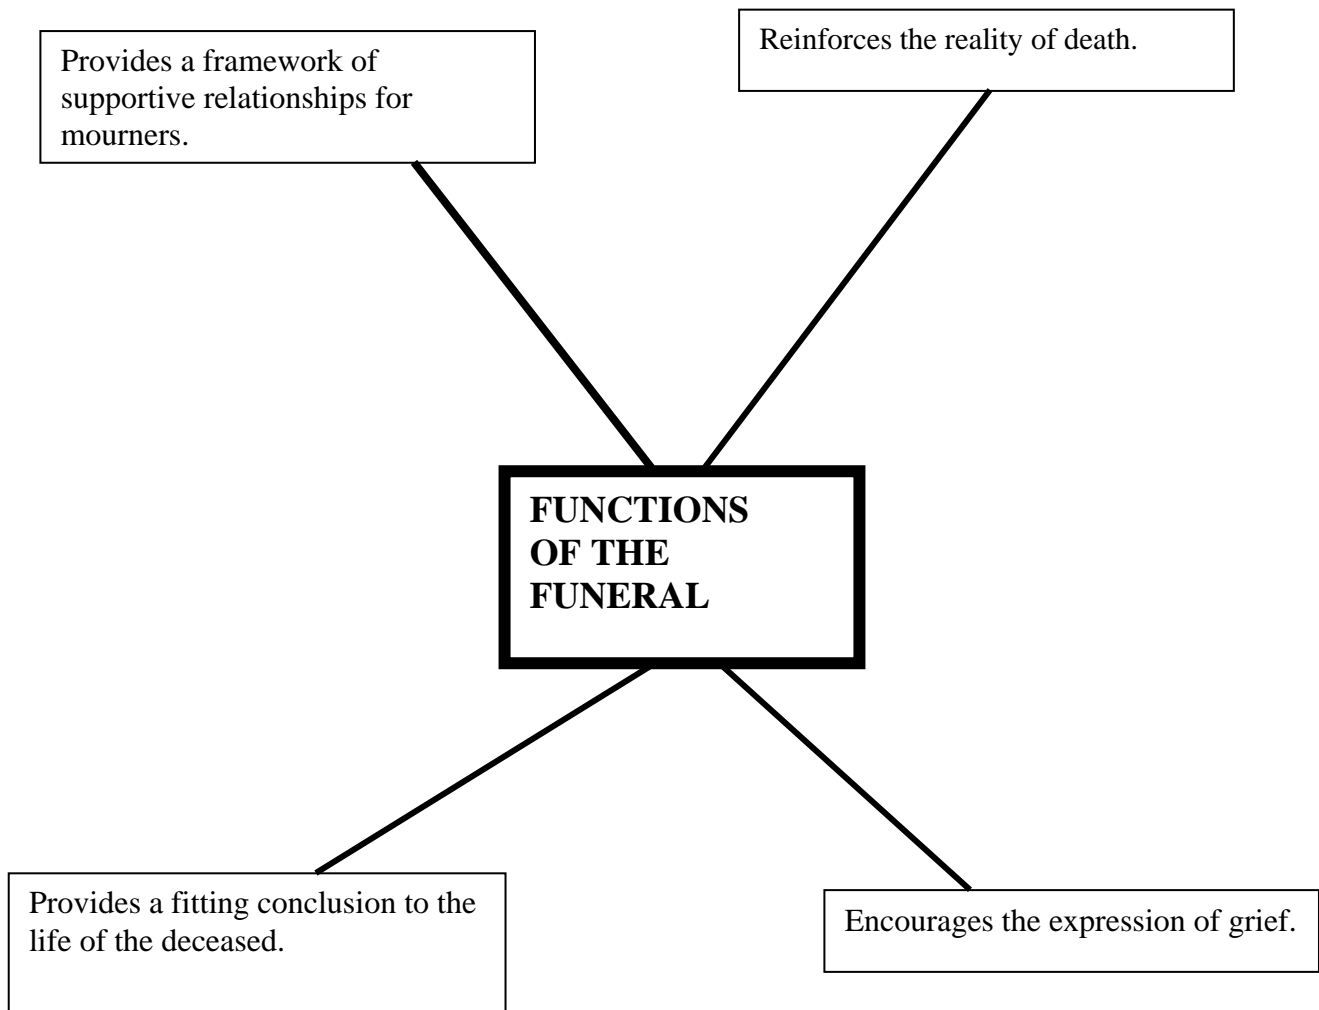 Provides a framework of
supportive relationships for
mourners.
Reinforces the reality of death.
FUNCTIONS
OF THE
FUNERAL
Provides a fitting conclusion to the
life of the deceased.
Encourages the expression of grief.